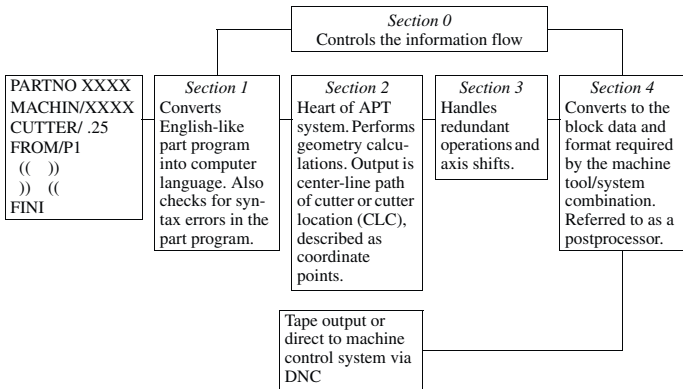 Section 0
Controls the information flow
PARTNO XXXX
MACHIN/XXXX
CUTTER/ .25
FROM/P1
((    ))
))    ((
FINI
Section 1
Converts
English-like
part program
into computer
language. Also
checks for syn-
tax errors in the
part program.
Section 2
Heart of APT
system. Performs
geometry calcu-
lations. Output is
center-line path
of cutter or cutter
location (CLC),
described as
coordinate
points.
Section 3
Handles
redundant
operations and
axis shifts.
Section 4
Converts to the
block data and
format required
by the machine
tool/system
combination.
Referred to as a
postprocessor.
Tape output or
direct to machine
control system via
DNC